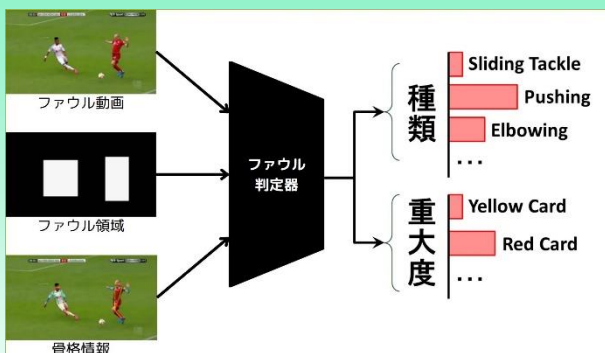 ファウル動画
ファウル領域
骨格情報
ファウル
判定器
種類
Sliding Tackle
Pushing
Elbowing
...
重大度
Yellow Card
Red Card
...